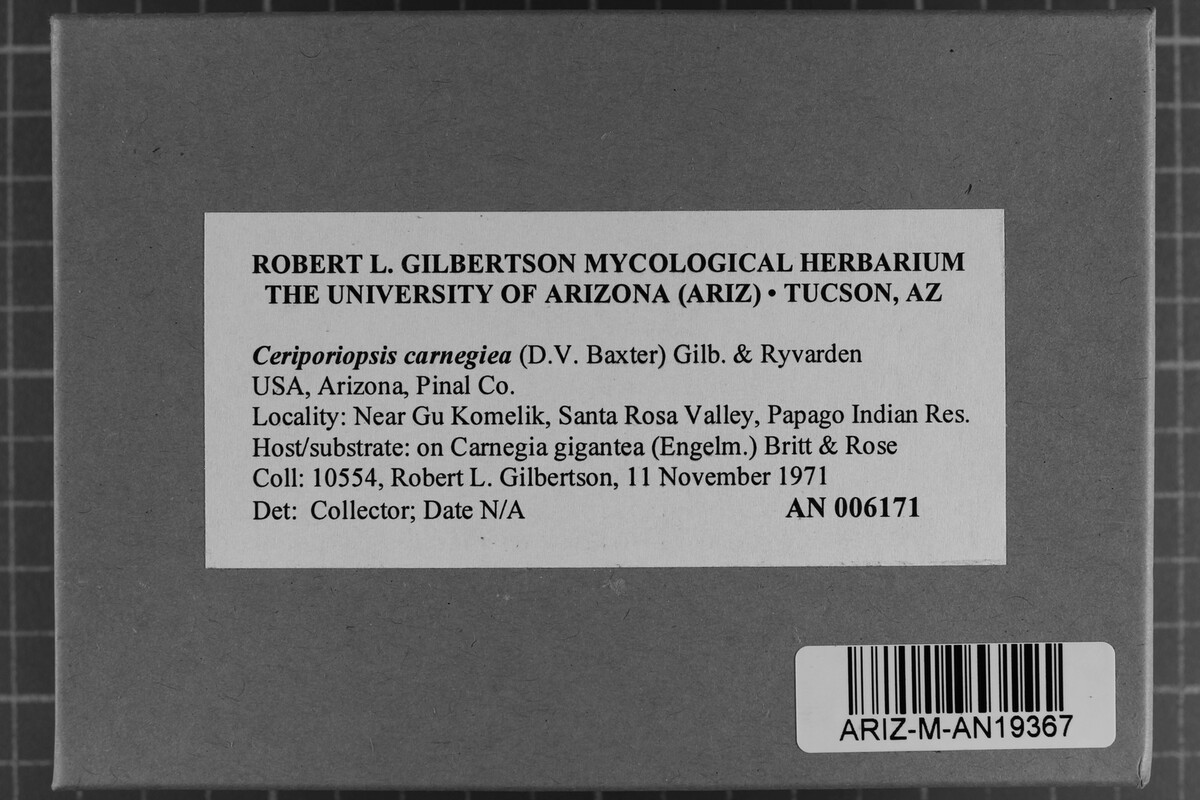 ROBERT L. GILBERTSON MYCOLOGICAL HERBARIUM
THE UNIVERSITY OF ARIZONA (ARIZ) • TUCSON, AZ
Ceriporiopsis carnegiea (D.V. Baxter) Gilb. & Ryvarden
USA, Arizona, Pinal Co.
Locality: Near Gu Komelik, Santa Rosa Valley, Papago Indian Res.
Host/substrate: on Carnegia gigantea (Engelm.) Britt & Rose
Coll: 10554, Robert L. Gilbertson, 11 November 1971
Det: Collector; Date N/A AN 006171
ARIZ-M-AN19367